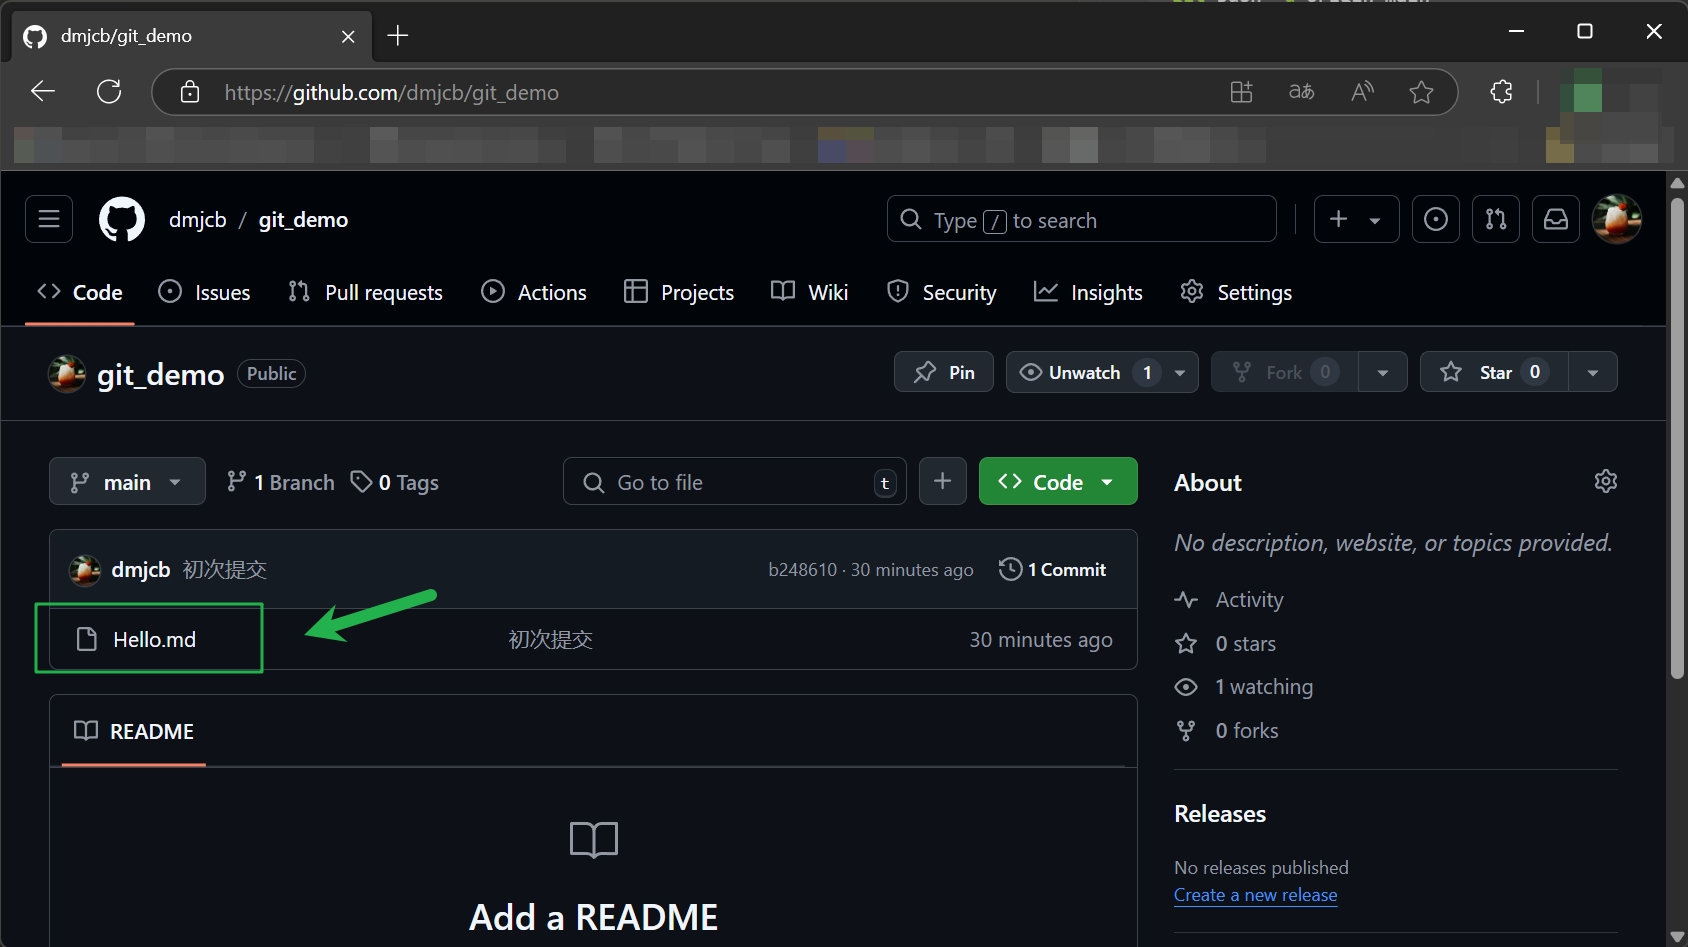 dmjcb/git_demo
https://github.com/dmjcb/git_demo
dmjcb / git_demo
Type / to search
Code Issues Pull requests Actions Projects Wiki Security Insights Settings
git_demo Public
Pin Unwatch 1 Fork 0 Star 0
main 1 Branch 0 Tags Go to file t Code
dmjcb 初次提交 b248610 · 30 minutes ago 1 Commit
Hello.md 初次提交 30 minutes ago
README
Add a README
About
No description, website, or topics provided.
Activity
0 stars
1 watching
0 forks
Releases
No releases published
Create a new release